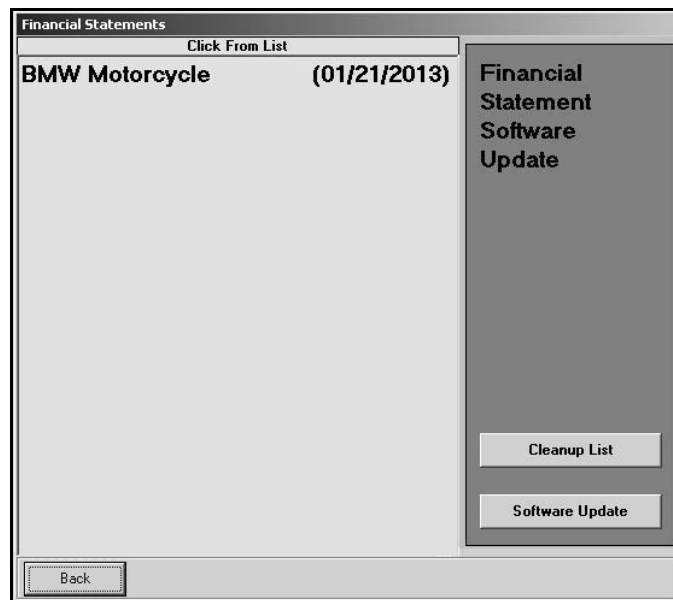 Financial Statements
Click From List
BMW Motorcycle (01/21/2013)
Financial
Statement
Software
Update
Cleanup List
Software Update
Back